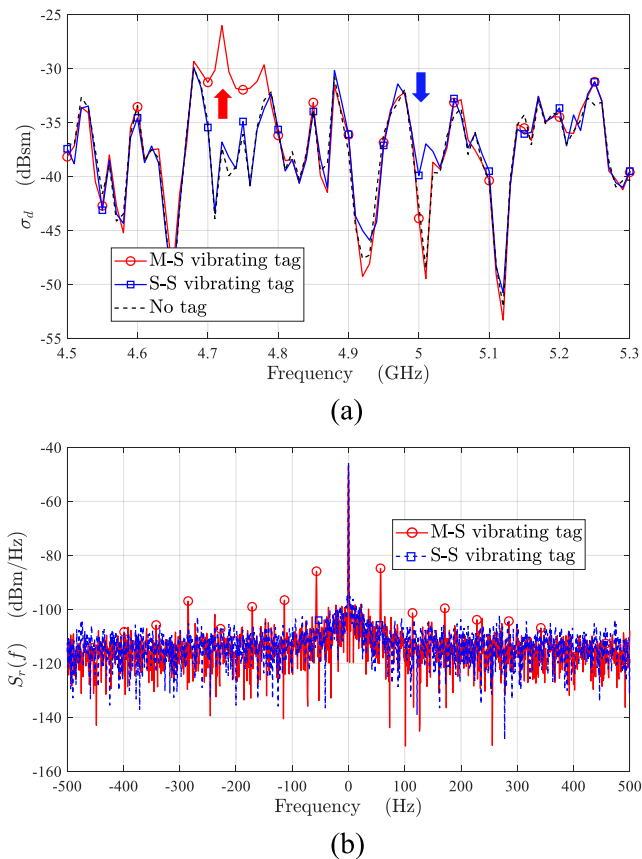 -25
-30
-35
-40
-45
-50
-55
σd (dBsm)
M-S vibrating tag
S-S vibrating tag
No tag
4.5 4.6 4.7 4.8 4.9 5 5.1 5.2 5.3
Frequency (GHz)
(a)
-40
-60
-80
-100
-120
-140
-160
Sr(f) (dBm/Hz)
M-S vibrating tag
S-S vibrating tag
-500 -400 -300 -200 -100 0 100 200 300 400 500
Frequency (Hz)
(b)